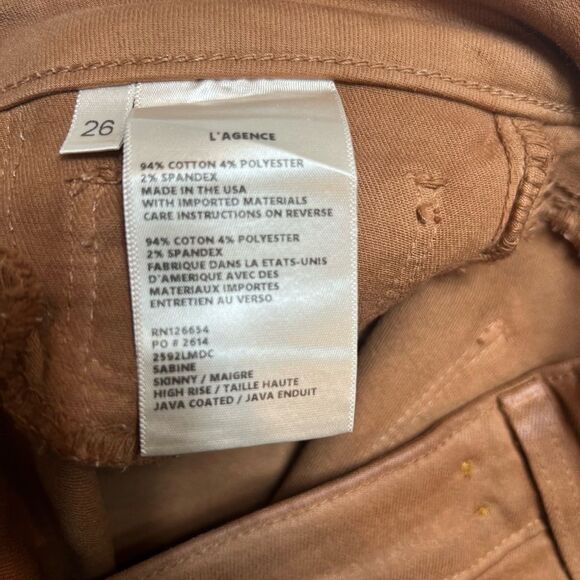 26
L'AGENCE
94% COTTON 4% POLYESTER
2% SPANDEX
MADE IN THE USA
WITH IMPORTED MATERIALS
CARE INSTRUCTIONS ON REVERSE
94% COTON 4% POLYESTER
2% SPANDEX
FABRIQUE DANS LA ETATS-UNIS
D'AMERIQUE AVEC DES
MATERIAUX IMPORTES
ENTRETIEN AU VERSO
RN126654
PO # 2614
2592LMDC
SABINE
SKINNY / MAIGRE
HIGH RISE / TAILLE HAUTE
JAVA COATED / JAVA ENDUIT